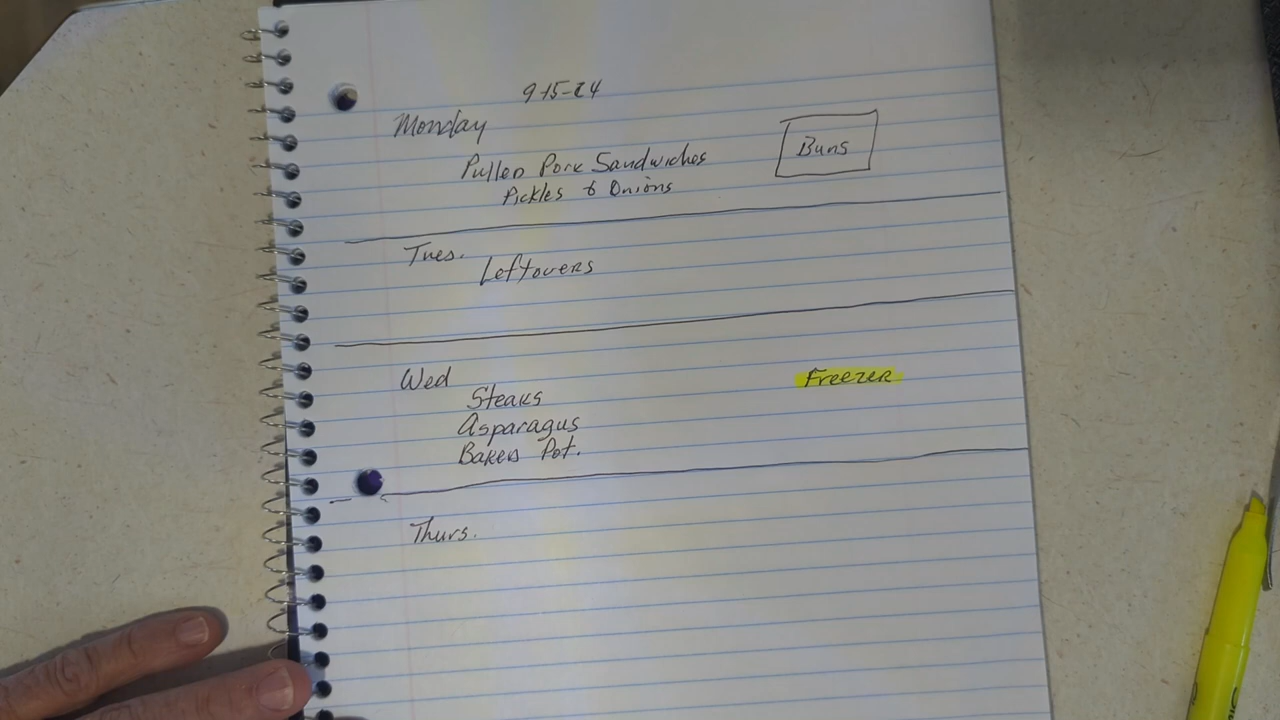 9-15-24
Monday
Pulled Pork Sandwiches
Buns
Pickles & Onions
Tues.
Leftovers
Wed
Freezer
Steaks
Asparagus
Baked Pot.
Thurs.